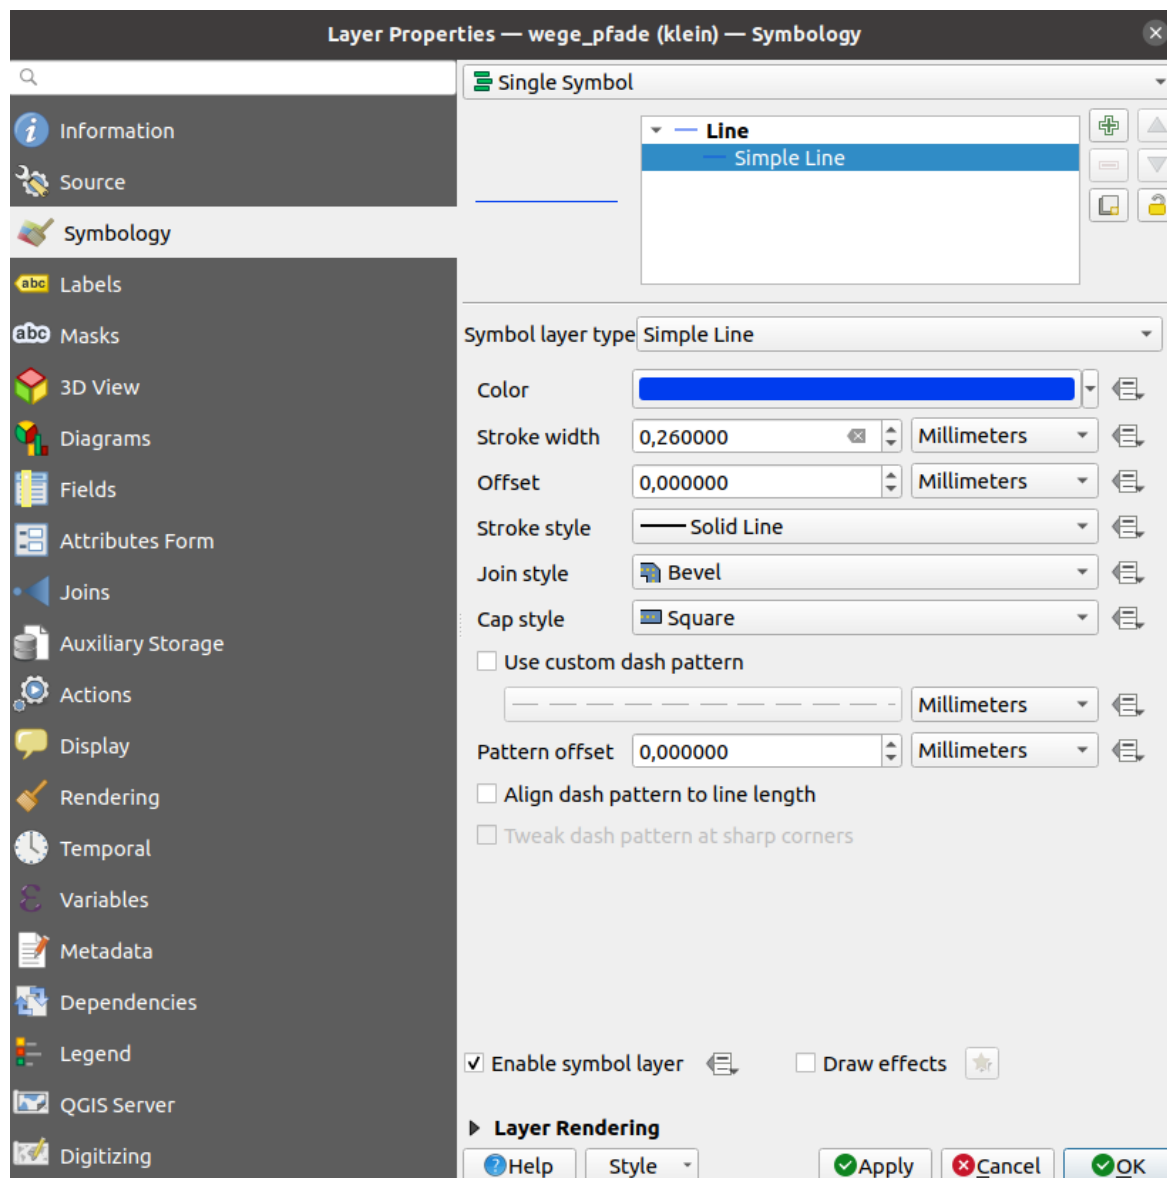 Layer Properties — wege_pfade (klein) — Symbology
Single Symbol
Information
Line
Simple Line
Source
Symbology
Labels
Masks
3D View
Diagrams
Fields
Attributes Form
Joins
Auxiliary Storage
Actions
Display
Rendering
Temporal
Variables
Metadata
Dependencies
Legend
QGIS Server
Digitizing
abc
abc
Symbol layer type Simple Line
Color
Stroke width 0,260000 Millimeters
Offset 0,000000 Millimeters
Stroke style Solid Line
Join style Bevel
Cap style Square
Use custom dash pattern
Millimeters
Pattern offset 0,000000 Millimeters
Align dash pattern to line length
Tweak dash pattern at sharp corners
Enable symbol layer Draw effects
Layer Rendering
Help Style Apply Cancel OK